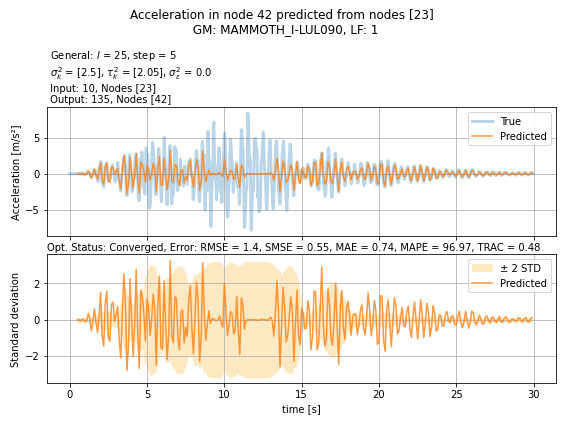 Acceleration in node 42 predicted from nodes [23]
GM: MAMMOTH_I-LUL090, LF: 1
General: l = 25, step = 5
σ²ₖ = [2.5], τ²ₖ = [2.05], σ²ε = 0.0
Input: 10, Nodes [23]
Output: 135, Nodes [42]
Acceleration [m/s²]
5
0
−5
True
Predicted
Opt. Status: Converged, Error: RMSE = 1.4, SMSE = 0.55, MAE = 0.74, MAPE = 96.97, TRAC = 0.48
Standard deviation
2
0
−2
± 2 STD
Predicted
0 5 10 15 20 25 30
time [s]